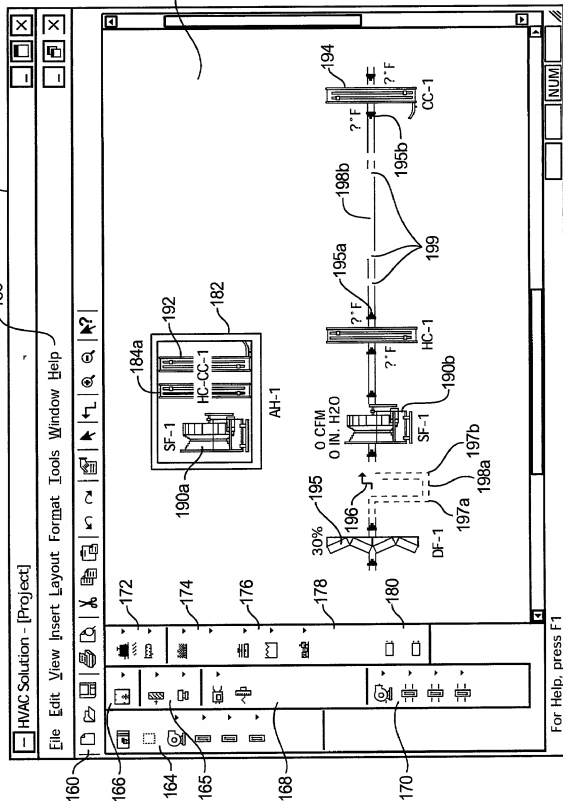 HVAC Solution - [Project]
File Edit View Insert Layout Format Tools Window Help
160
166
164
165
168
170
172
174
176
178
180
184a
192
182
SF-1
HC-CC-1
190a
AH-1
194
?°F
?°F
CC-1
195b
198b
199
195a
?°F
?°F
HC-1
0 CFM
0 IN. H2O
SF-1
190b
195
196
30%
DF-1
197a
198a
197b
For Help, press F1
NUM